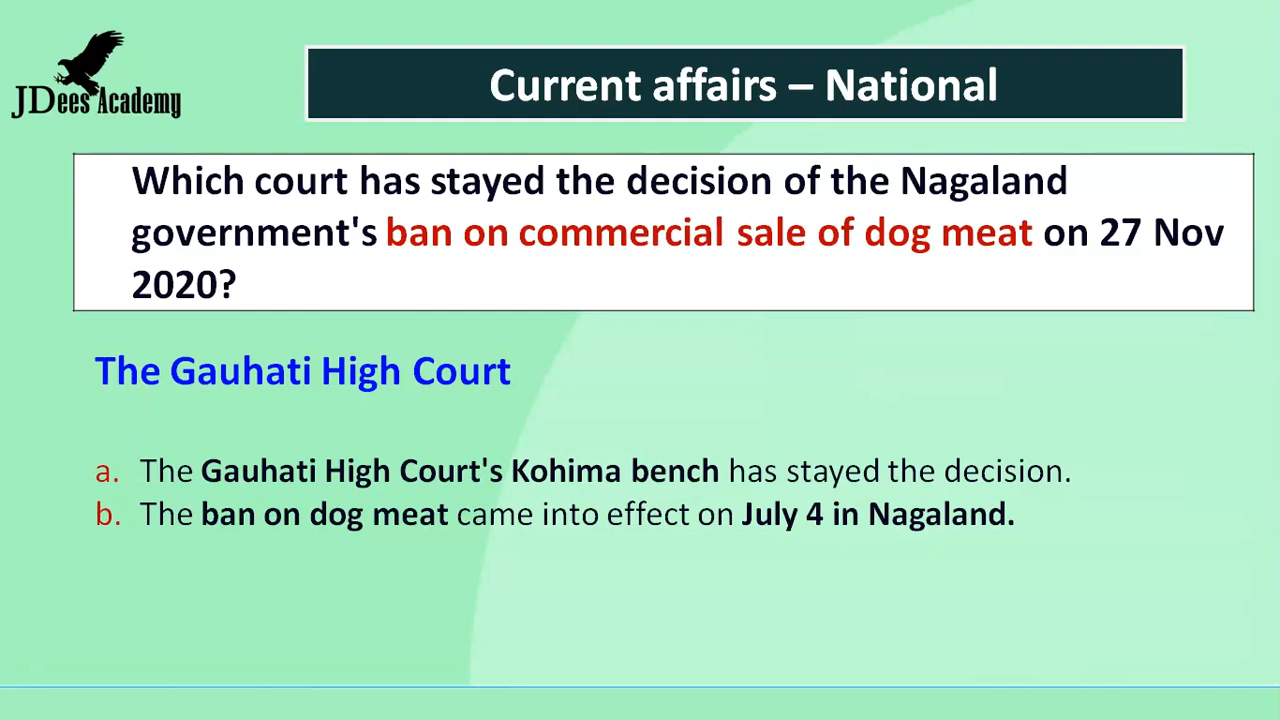 JDees Academy
Current affairs – National
Which court has stayed the decision of the Nagaland
government's ban on commercial sale of dog meat on 27 Nov
2020?
The Gauhati High Court
a. The Gauhati High Court's Kohima bench has stayed the decision.
b. The ban on dog meat came into effect on July 4 in Nagaland.